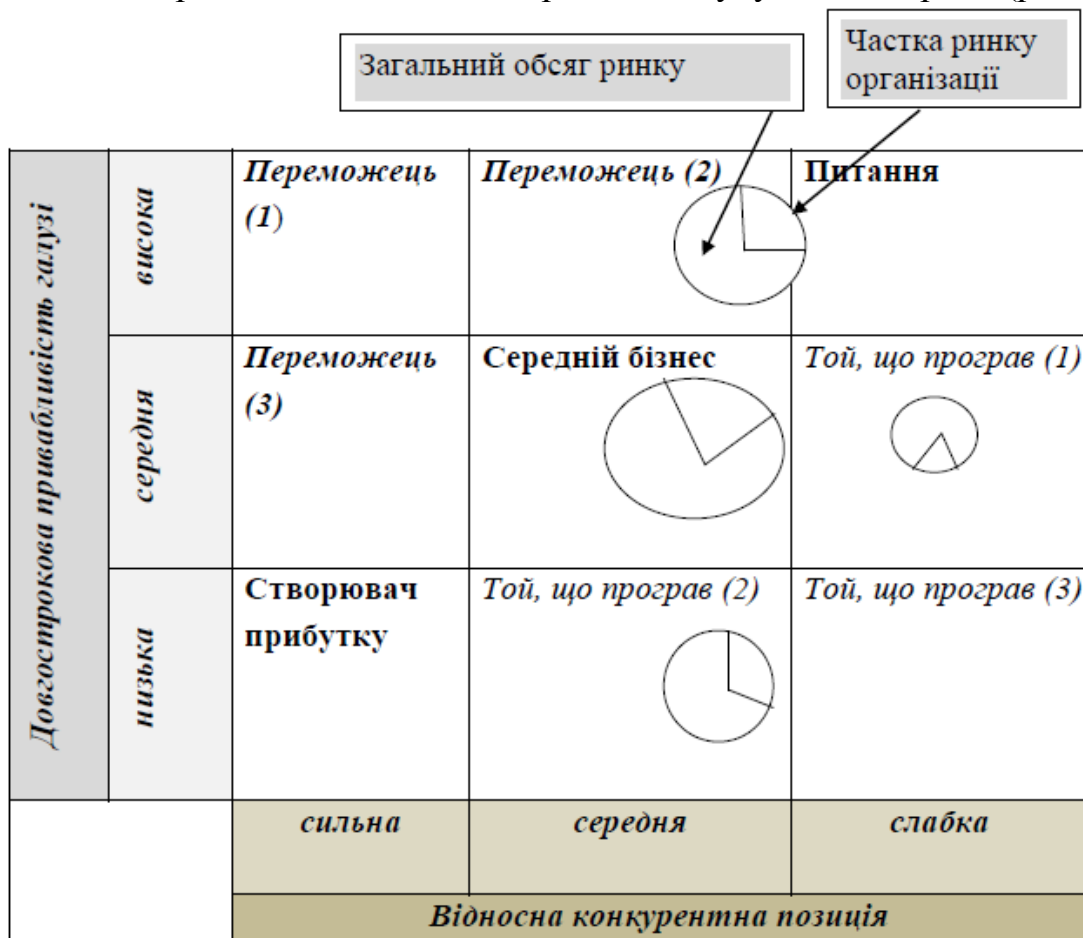 Загальний обсяг ринку
Частка ринку
організації
Довгострокова привабливість галузі
висока
Переможець
(1)
Переможець (2)
Питання
середня
Переможець
(3)
Середній бізнес
Той, що програв (1)
низька
Створювач
прибутку
Той, що програв (2)
Той, що програв (3)
сильна
середня
слабка
Відносна конкурентна позиція